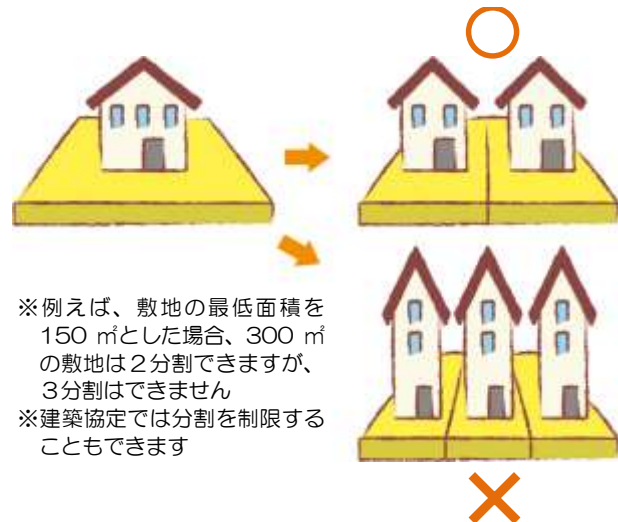 ※例えば、敷地の最低面積を
150 ㎡とした場合、300 ㎡
の敷地は２分割できますが、
３分割はできません
※建築協定では分割を制限する
こともできます